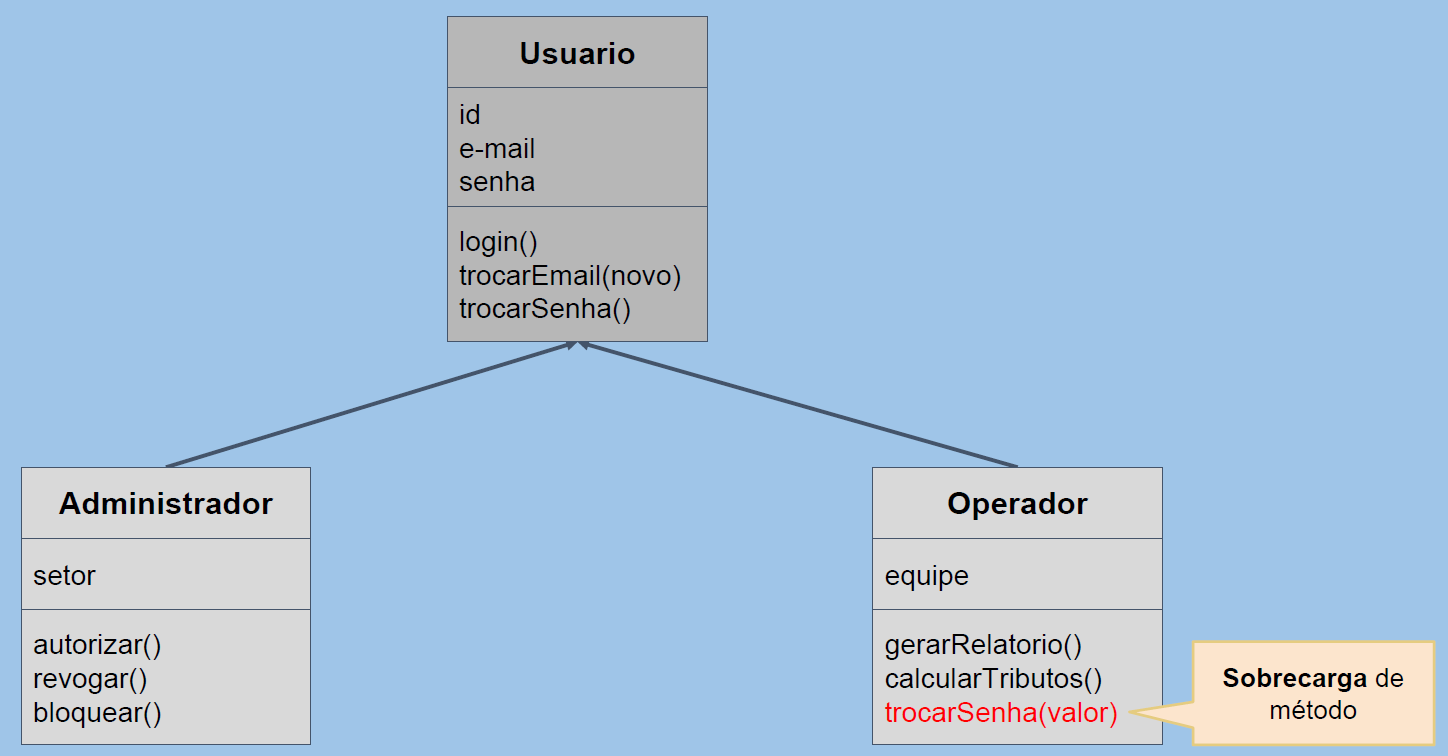 Usuario
id
e-mail
senha
login()
trocarEmail(novo)
trocarSenha()
Administrador
setor
autorizar()
revogar()
bloquear()
Operador
equipe
gerarRelatorio()
calcularTributos()
trocarSenha(valor)
Sobrecarga de
método